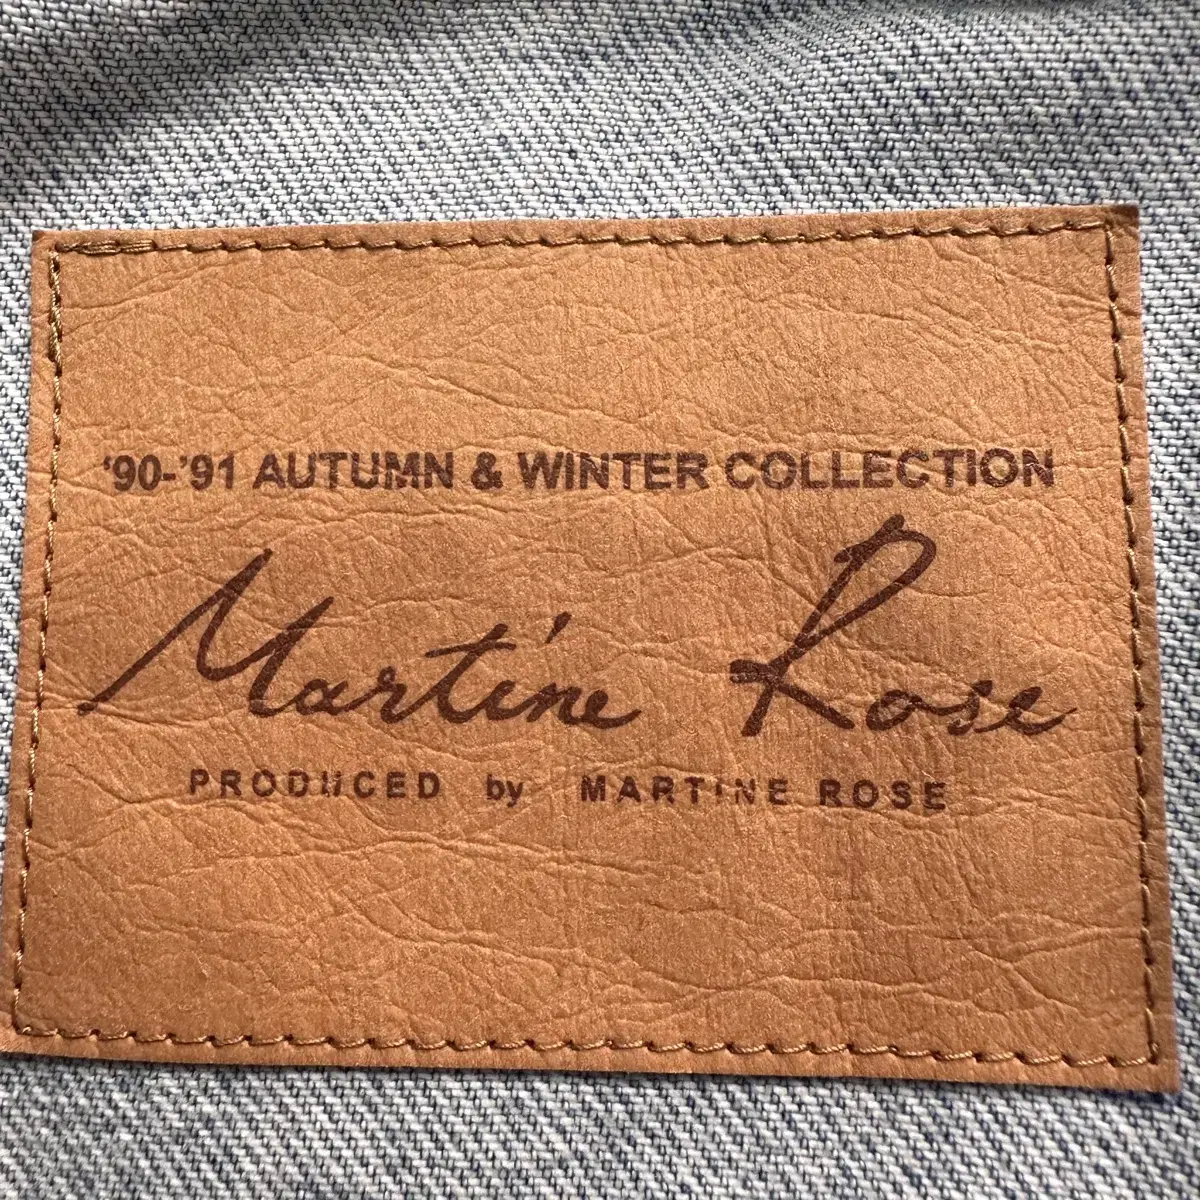 ‘90-’91 AUTUMN & WINTER COLLECTION
Martine Rose
PRODUCED by MARTINE ROSE